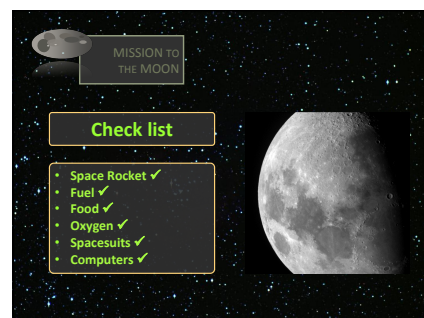 MISSION TO
THE MOON
Check list
• Space Rocket ✓
• Fuel ✓
• Food ✓
• Oxygen ✓
• Spacesuits ✓
• Computers ✓